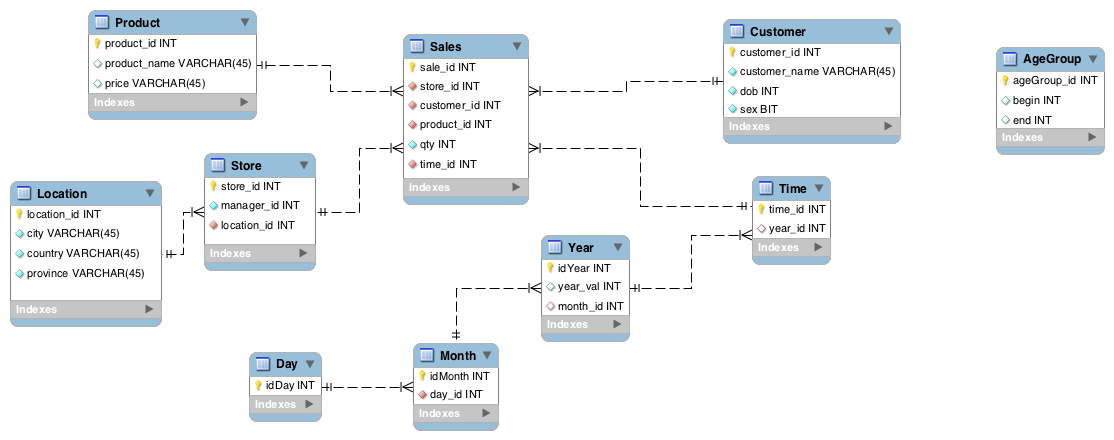 Product
product_id INT
product_name VARCHAR(45)
price VARCHAR(45)
Indexes
Sales
sale_id INT
store_id INT
customer_id INT
product_id INT
qty INT
time_id INT
Indexes
Customer
customer_id INT
customer_name VARCHAR(45)
dob INT
sex BIT
Indexes
AgeGroup
ageGroup_id INT
begin INT
end INT
Indexes
Location
location_id INT
city VARCHAR(45)
country VARCHAR(45)
province VARCHAR(45)
Indexes
Store
store_id INT
manager_id INT
location_id INT
Indexes
Time
time_id INT
year_id INT
Indexes
Year
idYear INT
year_val INT
month_id INT
Indexes
Day
idDay INT
Indexes
Month
idMonth INT
day_id INT
Indexes